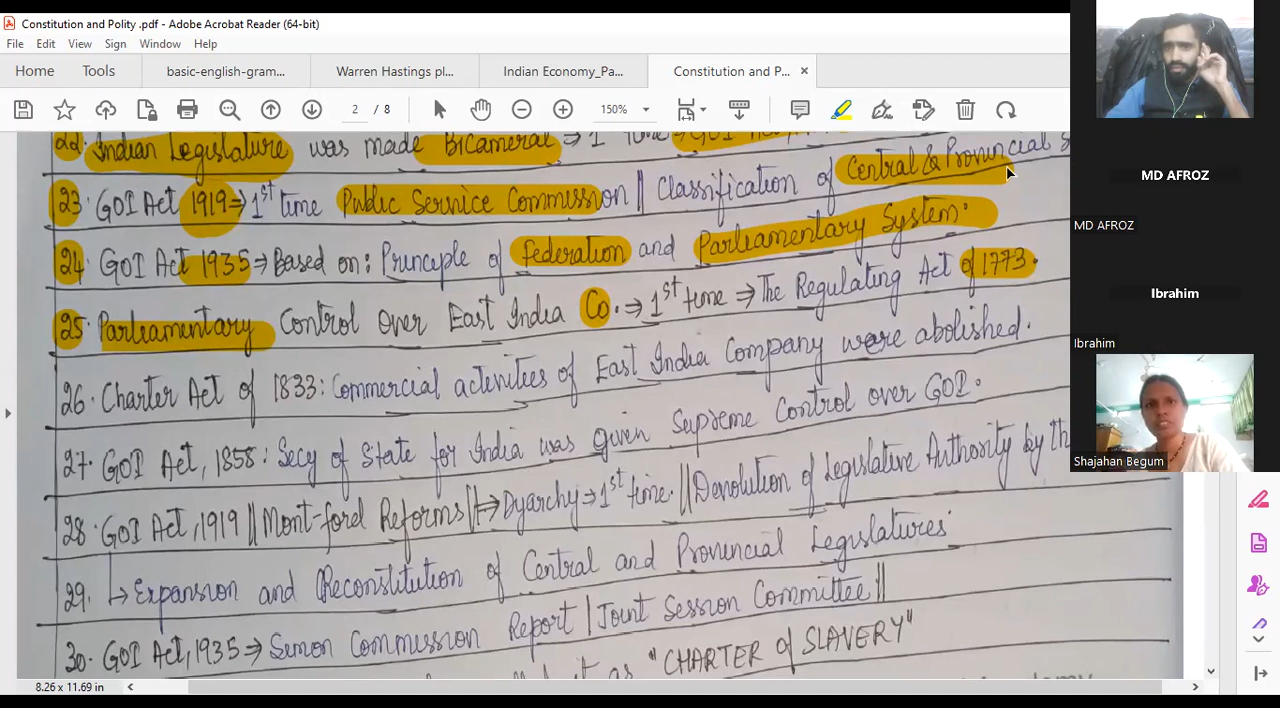 Constitution and Polity .pdf - Adobe Acrobat Reader (64-bit)
File Edit View Sign Window Help
Home Tools basic-english-gram... Warren Hastings pl... Indian Economy_Pa... Constitution and P... ×
2 / 8 150%
22. Indian Legislature was made Bicameral ⇒ 1 Time ⇒ GOI
23. GOI Act 1919 ⇒ 1st time Public Service Commission || Classification of Central & Provincial S
24. GOI Act 1935 ⇒ Based on: Principle of Federation and Parliamentary System.
25. Parliamentary Control Over East India Co. ⇒ 1st time ⇒ The Regulating Act of 1773.
26. Charter Act of 1833: Commercial activities of East India Company were abolished.
27. GOI Act, 1858: Secy of State for India was given Supreme Control over GOI.
28. GOI Act, 1919 || Mont-ford Reforms || ⇒ Dyarchy ⇒ 1st time. || Devolution of Legislative Authority by th
29. ↳ Expansion and Reconstitution of Central and Provincial Legislatures
30. GOI Act, 1935 ⇒ Simon Commission Report | Joint Session Committee ||
it as "CHARTER of SLAVERY"
8.26 x 11.69 in
MD AFROZ
MD AFROZ
Ibrahim
Ibrahim
Shajahan Begum